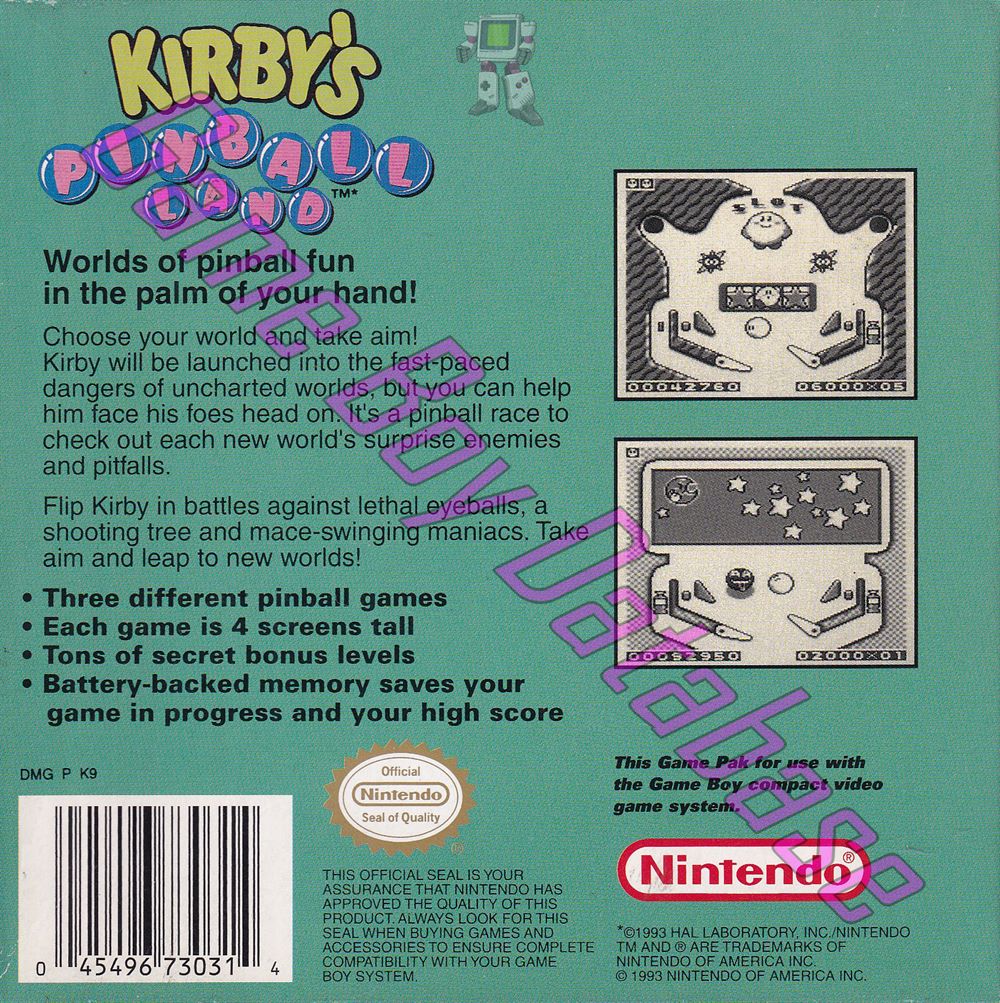 KIRBY'S
PINBALL
LAND
TM*
Worlds of pinball fun
in the palm of your hand!
Choose your world and take aim!
Kirby will be launched into the fast-paced
dangers of uncharted worlds, but you can help
him face his foes head on. It's a pinball race to
check out each new world's surprise enemies
and pitfalls.
Flip Kirby in battles against lethal eyeballs, a
shooting tree and mace-swinging maniacs. Take
aim and leap to new worlds!
• Three different pinball games
• Each game is 4 screens tall
• Tons of secret bonus levels
• Battery-backed memory saves your
game in progress and your high score
SLOT
00042760 06000×05
00092950 02000×01
DMG P K9
0 45496 73031 4
Official
Nintendo
Seal of Quality
THIS OFFICIAL SEAL IS YOUR
ASSURANCE THAT NINTENDO HAS
APPROVED THE QUALITY OF THIS
PRODUCT. ALWAYS LOOK FOR THIS
SEAL WHEN BUYING GAMES AND
ACCESSORIES TO ENSURE COMPLETE
COMPATIBILITY WITH YOUR GAME
BOY SYSTEM.
This Game Pak for use with
the Game Boy compact video
game system.
Nintendo®
*©1993 HAL LABORATORY, INC./NINTENDO
TM AND ® ARE TRADEMARKS OF
NINTENDO OF AMERICA INC.
© 1993 NINTENDO OF AMERICA INC.
Game Boy Database